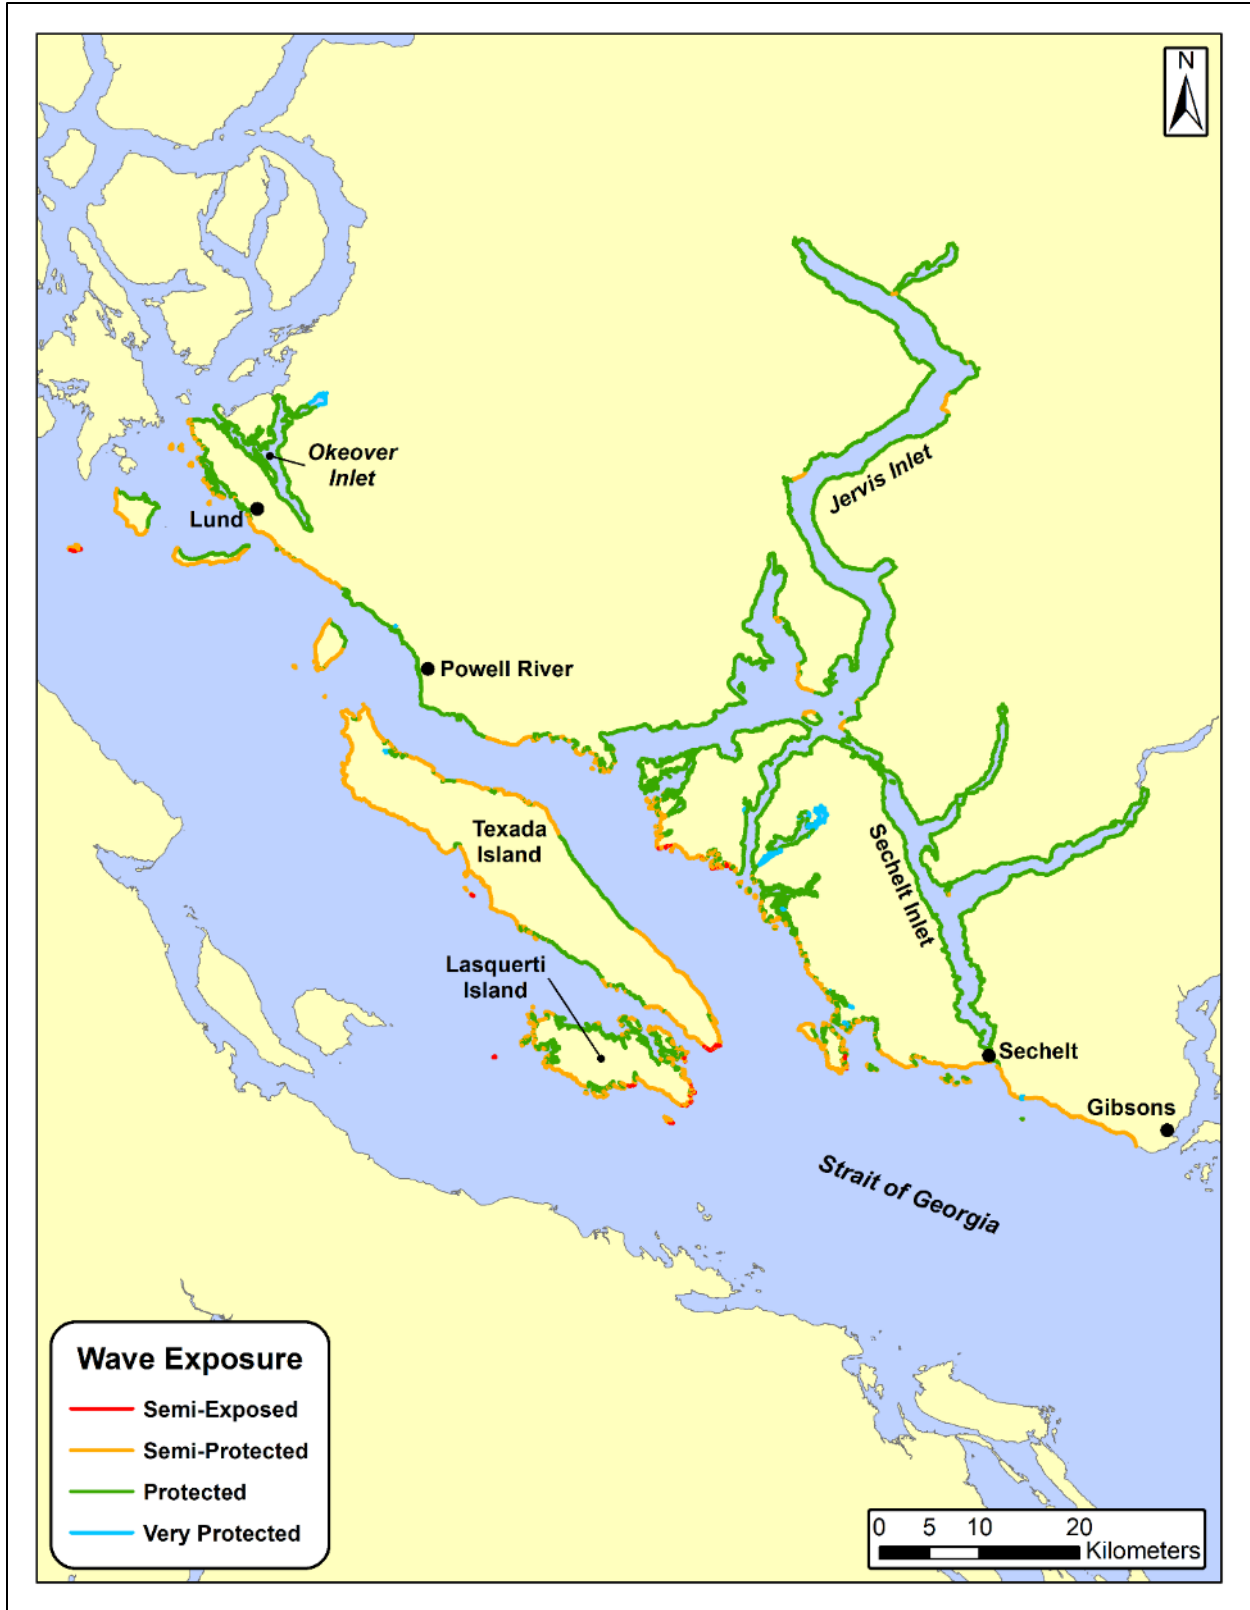 N
Okeover
Inlet
Lund
Jervis Inlet
Powell River
Texada
Island
Sechelt Inlet
Lasquerti
Island
Sechelt
Gibsons
Strait of Georgia
Wave Exposure
Semi-Exposed
Semi-Protected
Protected
Very Protected
0 5 10 20
Kilometers